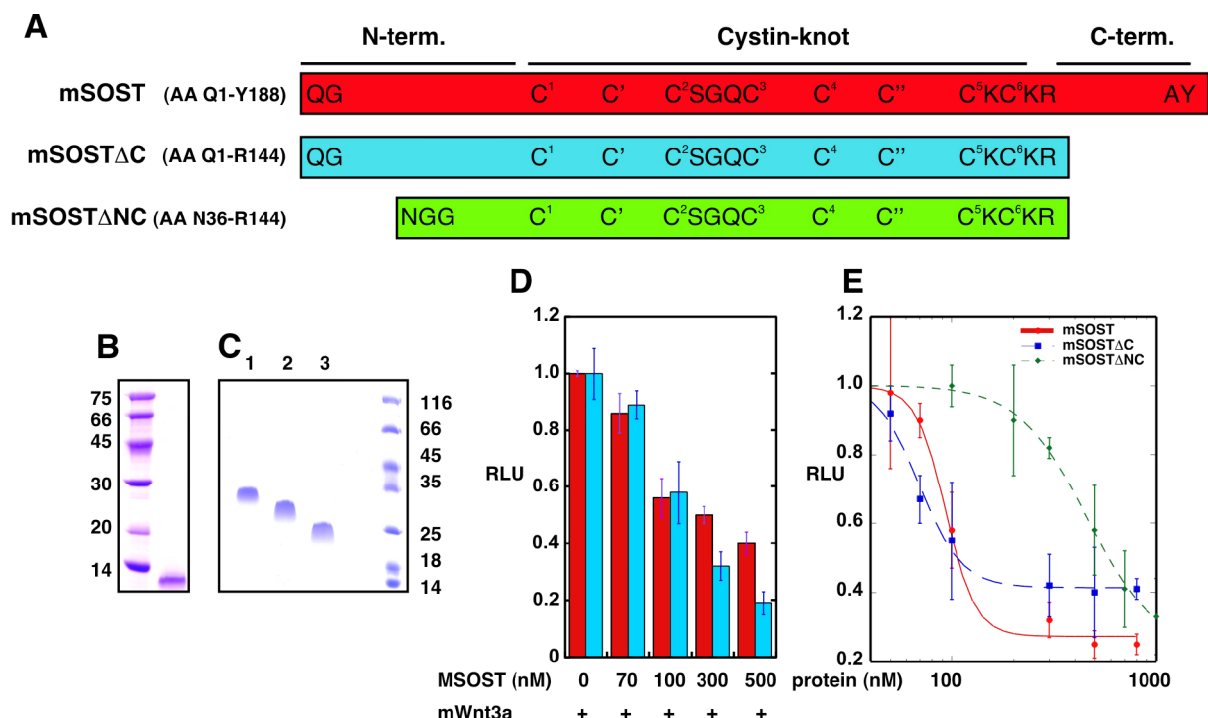 A
N-term. Cystin-knot C-term.
mSOST (AA Q1-Y188) QG C¹ C' C²SGQC³ C⁴ C'' C⁵KC⁶KR AY
mSOSTΔC (AA Q1-R144) QG C¹ C' C²SGQC³ C⁴ C'' C⁵KC⁶KR
mSOSTΔNC (AA N36-R144) NGG C¹ C' C²SGQC³ C⁴ C'' C⁵KC⁶KR
B
75
66
45
30
20
14
C
1 2 3
116
66
45
35
25
18
14
D
1.2
1.0
0.8
RLU
0.6
0.4
0.2
0
MSOST (nM) 0 70 100 300 500
mWnt3a + + + + +
E
1.2
1.0
0.8
RLU
0.6
0.4
0.2
mSOST
mSOSTΔC
mSOSTΔNC
protein (nM) 100 1000